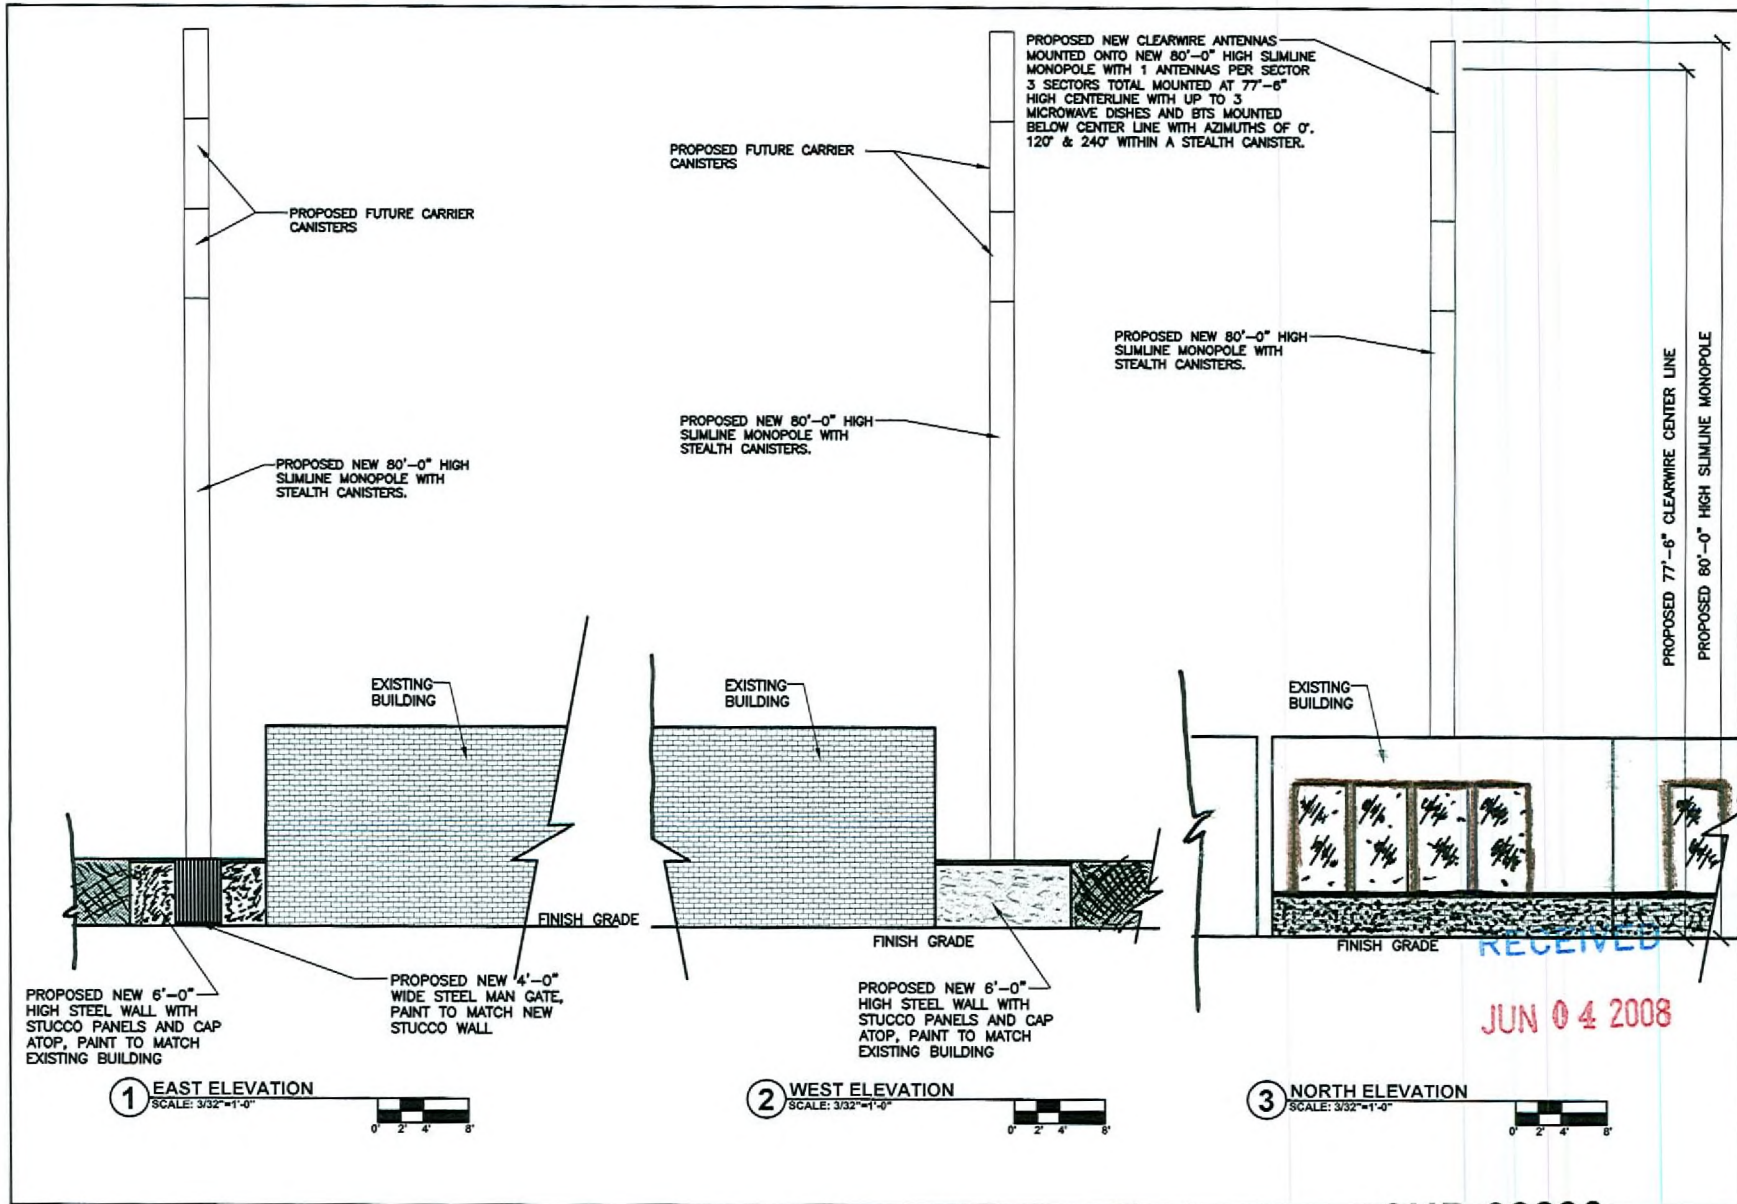 PROPOSED FUTURE CARRIER
CANISTERS
PROPOSED NEW 80'-0" HIGH
SLIMLINE MONOPOLE WITH
STEALTH CANISTERS.
EXISTING
BUILDING
FINISH GRADE
PROPOSED NEW 6'-0"
HIGH STEEL WALL WITH
STUCCO PANELS AND CAP
ATOP, PAINT TO MATCH
EXISTING BUILDING
PROPOSED NEW 4'-0"
WIDE STEEL MAN GATE,
PAINT TO MATCH NEW
STUCCO WALL
1 EAST ELEVATION
SCALE: 3/32"=1'-0"
0' 2' 4' 8'
PROPOSED FUTURE CARRIER
CANISTERS
PROPOSED NEW 80'-0" HIGH
SLIMLINE MONOPOLE WITH
STEALTH CANISTERS.
EXISTING
BUILDING
FINISH GRADE
PROPOSED NEW 6'-0"
HIGH STEEL WALL WITH
STUCCO PANELS AND CAP
ATOP, PAINT TO MATCH
EXISTING BUILDING
2 WEST ELEVATION
SCALE: 3/32"=1'-0"
0' 2' 4' 8'
PROPOSED NEW CLEARWIRE ANTENNAS
MOUNTED ONTO NEW 80'-0" HIGH SLIMLINE
MONOPOLE WITH 1 ANTENNAS PER SECTOR
3 SECTORS TOTAL MOUNTED AT 77'-6"
HIGH CENTERLINE WITH UP TO 3
MICROWAVE DISHES AND BTS MOUNTED
BELOW CENTER LINE WITH AZIMUTHS OF 0°.
120° & 240° WITHIN A STEALTH CANISTER.
PROPOSED NEW 80'-0" HIGH
SLIMLINE MONOPOLE WITH
STEALTH CANISTERS.
PROPOSED 77'-6" CLEARWIRE CENTER LINE
PROPOSED 80'-0" HIGH SLIMLINE MONOPOLE
EXISTING
BUILDING
FINISH GRADE
RECEIVED
JUN 04 2008
3 NORTH ELEVATION
SCALE: 3/32"=1'-0"
0' 2' 4' 8'